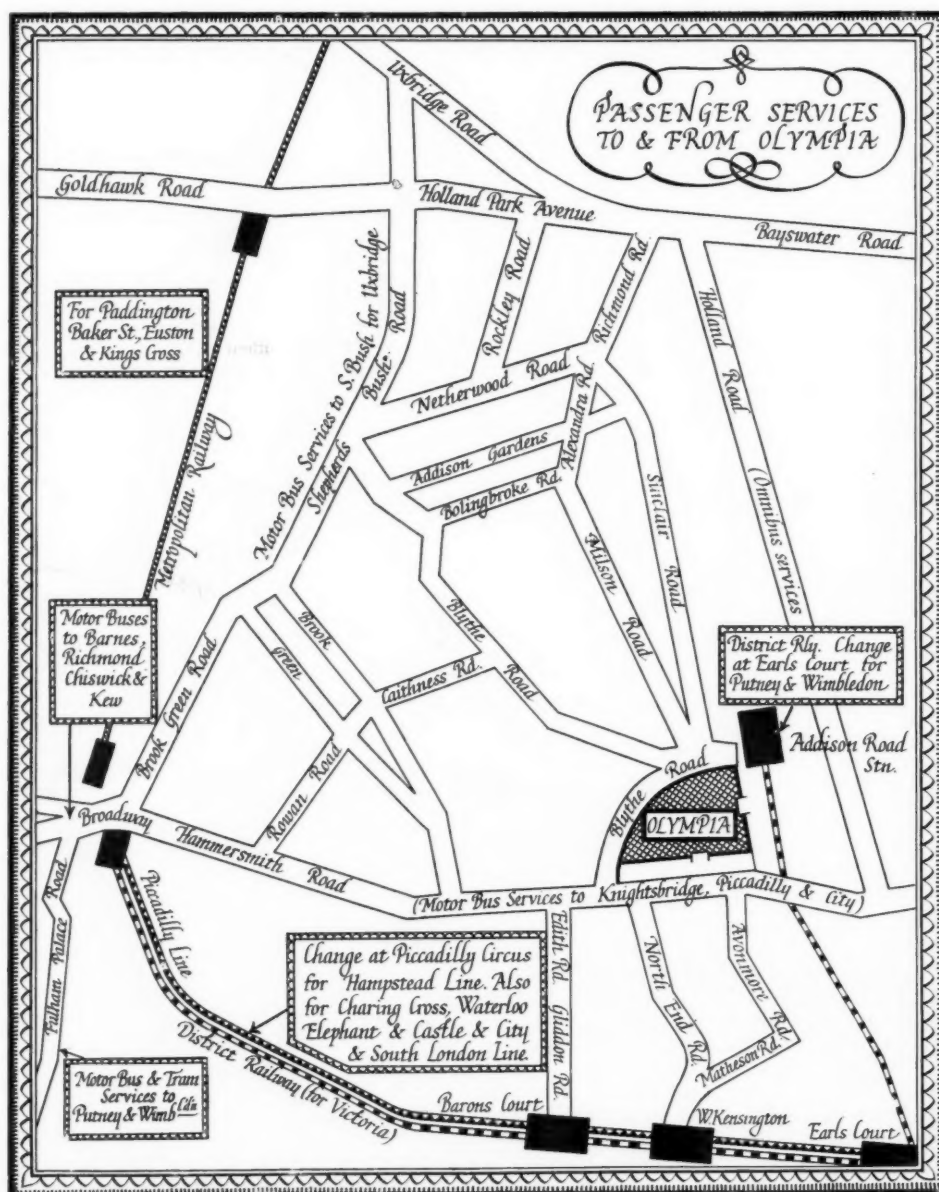 PASSENGER SERVICES
TO & FROM OLYMPIA
Uxbridge Road
Goldhawk Road
Holland Park Avenue
Bayswater Road
For Paddington
Baker St., Euston
& Kings Cross
Metropolitan Railway
Motor Bus Services to S. Bush for Uxbridge
Road
Shepherds
Bush
Rockley Road
Richmond Rd.
Netherwood Road
Holland Road (Omnibus services
Addison Gardens
Alexandra Rd.
Bolingbroke Rd.
Sinclair Road
Milson Road
Blythe Road
Brook
Green
Caithness Rd.
Rowan Road
Brook Green Road
Motor Buses
to Barnes,
Richmond
Chiswick &
Kew
District Rly. Change
at Earls Court for
Putney & Wimbledon
Addison Road
Stn.
Blythe Road
OLYMPIA
Broadway
Hammersmith Road
(Motor Bus Services to Knightsbridge, Piccadilly & City)
Fulham Palace Road
Piccadilly Line
Edith Rd. Gliddon Rd.
North End Rd.
Avonmore Rd.
Matheson Rd.
Change at Piccadilly Circus
for Hampstead Line. Also
for Charing Cross, Waterloo
Elephant & Castle & City
& South London Line.
District Railway (for Victoria)
Motor Bus & Tram
Services to
Putney & Wimb'l'd'n
Barons Court
W. Kensington
Earls Court